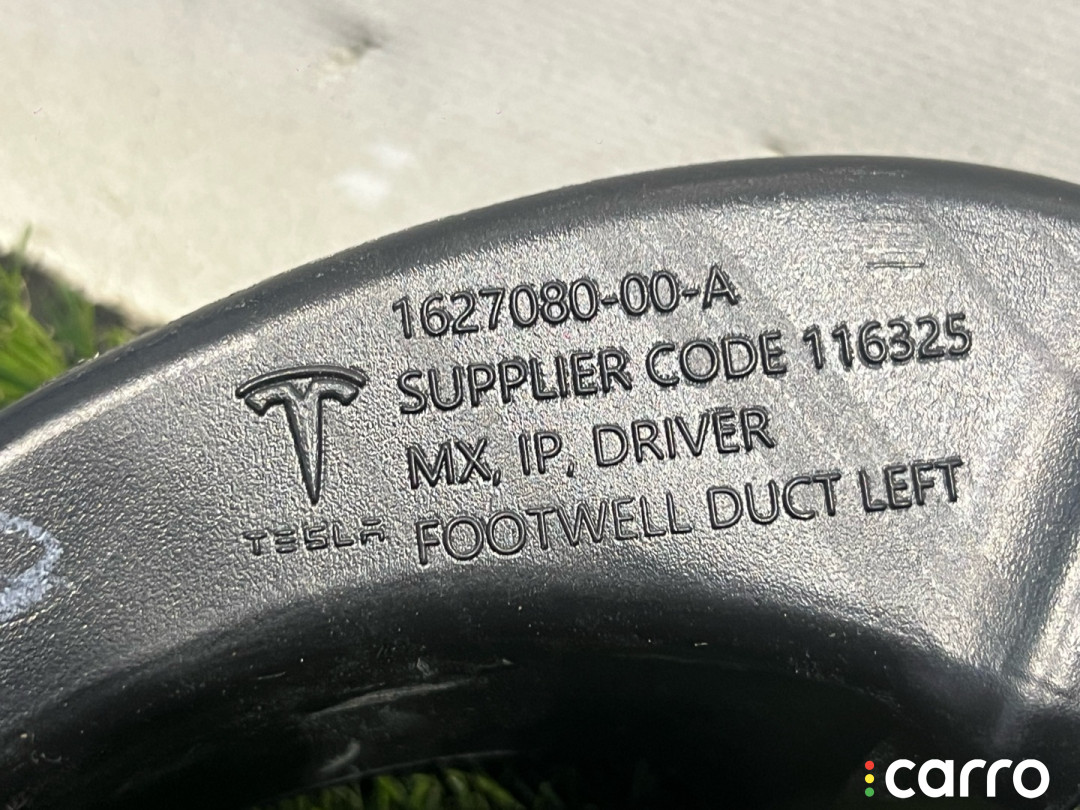 1627080-00-A
SUPPLIER CODE 116325
MX, IP, DRIVER
FOOTWELL DUCT LEFT
TESLA
carro